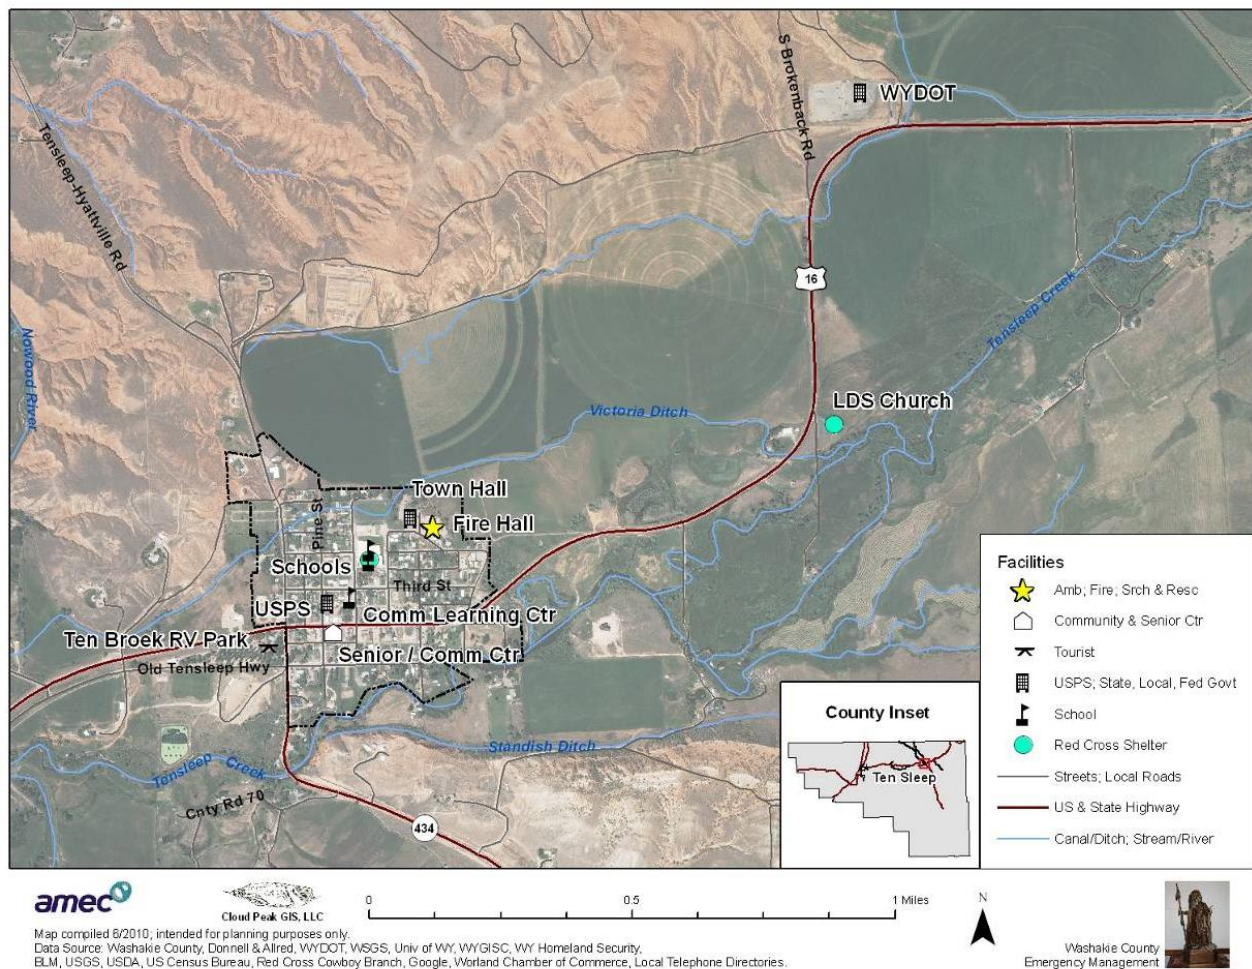 S Brokenback Rd
WYDOT
Tensleep-Hyattville Rd
16
Tensleep Creek
Nowood River
LDS Church
Victoria Ditch
Town Hall
Pine St
Fire Hall
Schools
Third St
USPS
Comm Learning Ctr
Ten Broek RV Park
Senior / Comm Ctr
Old Tensleep Hwy
Standish Ditch
Tensleep Creek
Cnty Rd 70
434
Facilities
Amb; Fire; Srch & Resc
Community & Senior Ctr
Tourist
USPS; State, Local, Fed Govt
School
Red Cross Shelter
Streets; Local Roads
US & State Highway
Canal/Ditch; Stream/River
County Inset
Ten Sleep
amec
Cloud Peak GIS, LLC
0 0.5 1 Miles
N
Map compiled 6/2010; intended for planning purposes only.
Data Source: Washakie County, Donnell & Allred, WYDOT, WSGS, Univ of WY, WYGISC, WY Homeland Security,
BLM, USGS, USDA, US Census Bureau, Red Cross Cowboy Branch, Google, Worland Chamber of Commerce, Local Telephone Directories.
Washakie County
Emergency Management